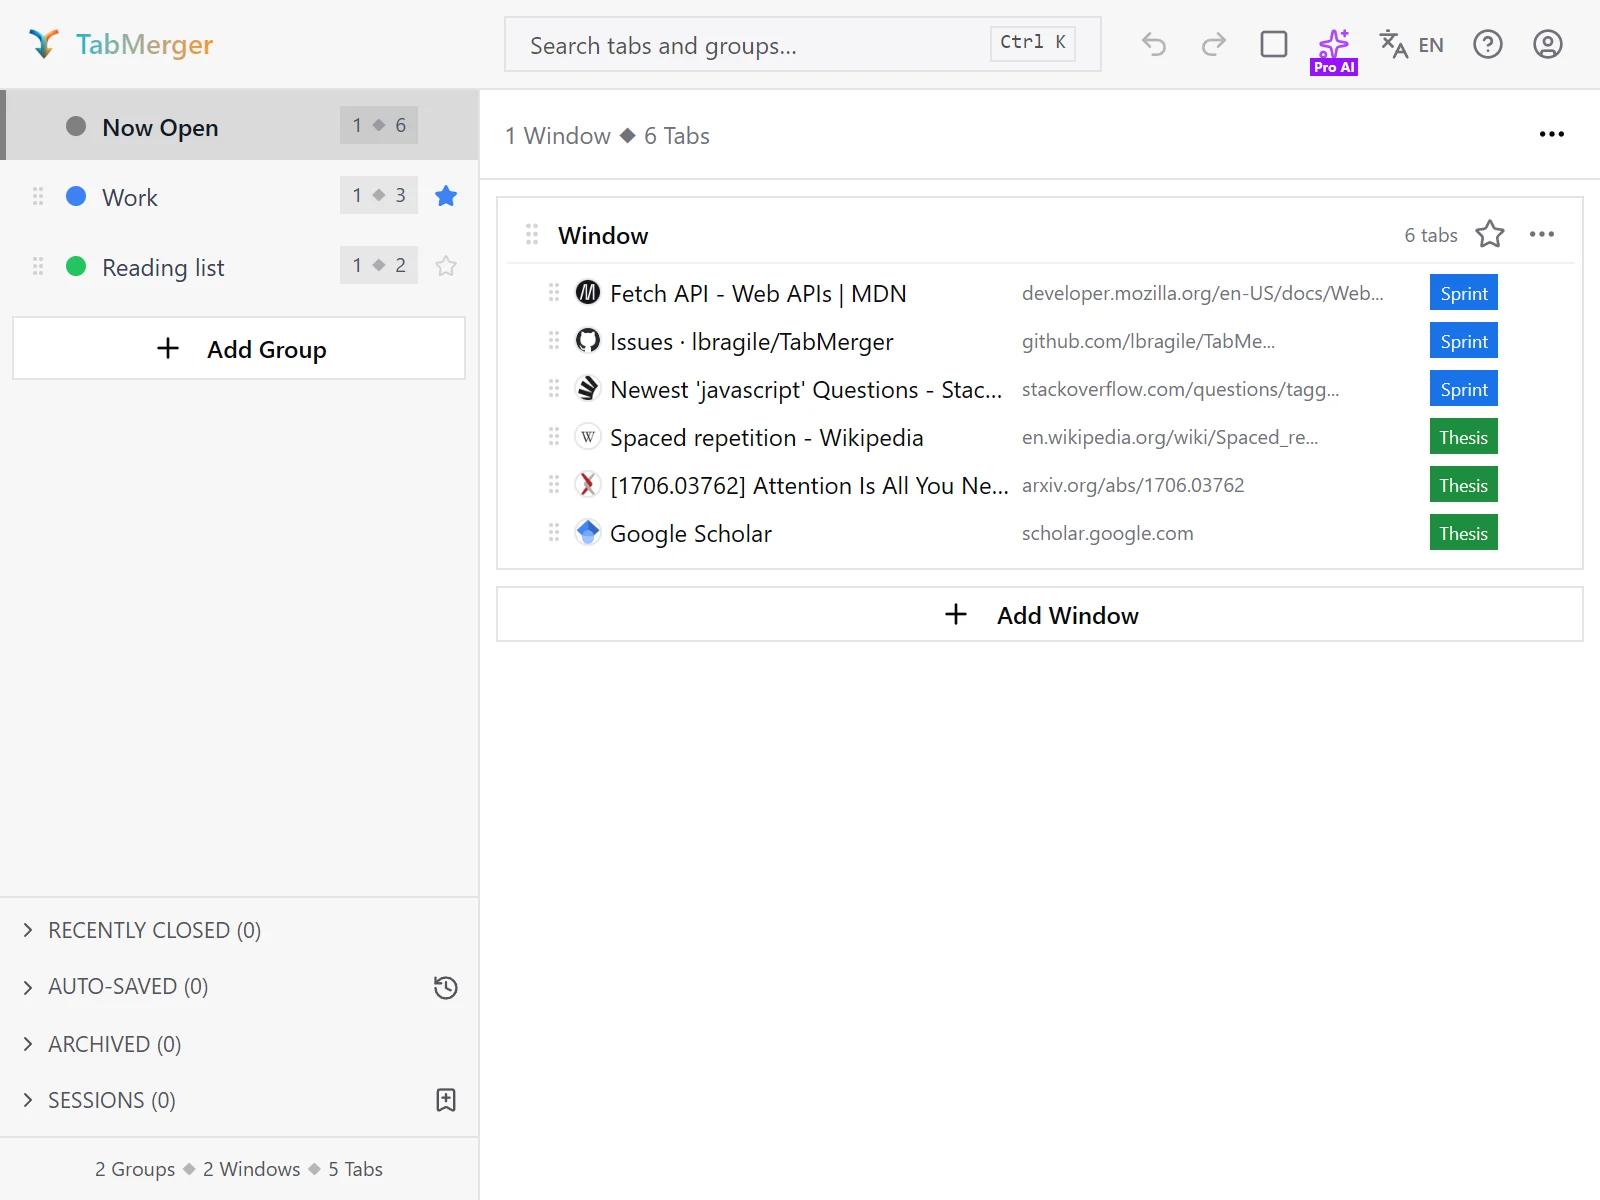 TabMerger
Search tabs and groups...
Ctrl K
Pro AI
EN
Now Open
1 ◆ 6
Work
1 ◆ 3
Reading list
1 ◆ 2
Add Group
RECENTLY CLOSED (0)
AUTO-SAVED (0)
ARCHIVED (0)
SESSIONS (0)
2 Groups ◆ 2 Windows ◆ 5 Tabs
1 Window ◆ 6 Tabs
Window
6 tabs
Fetch API - Web APIs | MDN developer.mozilla.org/en-US/docs/Web... Sprint
Issues · lbragile/TabMerger github.com/lbragile/TabMe... Sprint
Newest 'javascript' Questions - Stac... stackoverflow.com/questions/tagg... Sprint
W Spaced repetition - Wikipedia en.wikipedia.org/wiki/Spaced_re... Thesis
[1706.03762] Attention Is All You Ne... arxiv.org/abs/1706.03762 Thesis
Google Scholar scholar.google.com Thesis
Add Window